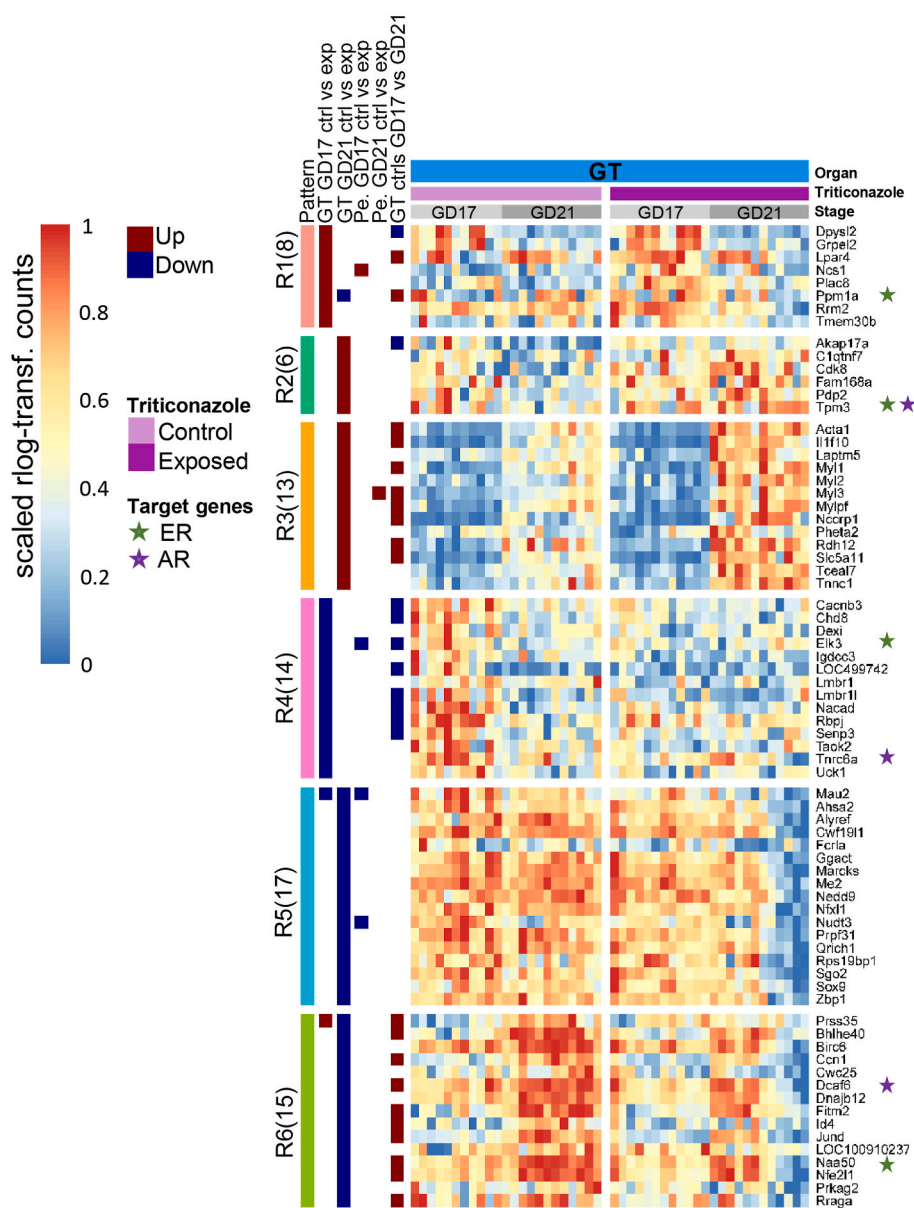 Pattern
GT GD17 ctrl vs exp
GT GD21 ctrl vs exp
Pe. GD17 ctrl vs exp
Pe. GD21 ctrl vs exp
GT ctrls GD17 vs GD21
GT
Organ
Triticonazole
GD17 GD21 GD17 GD21 Stage
scaled rlog-transf. counts
1
0.8
0.6
0.4
0.2
0
Up
Down
Triticonazole
Control
Exposed
Target genes
ER
AR
R1(8)
Dpysl2
Grpel2
Lpar4
Ncs1
Plac8
Ppm1a
Rrm2
Tmem30b
R2(6)
Akap17a
C1qtnf7
Cdk8
Fam168a
Pdp2
Tpm3
R3(13)
Acta1
Il1f10
Laptm5
Myl1
Myl2
Myl3
Mylpf
Nccrp1
Pheta2
Rdh12
Slc5a11
Tceal7
Tnnc1
R4(14)
Cacnb3
Chd8
Dexi
Elk3
Igdcc3
LOC499742
Lmbr1
Lmbr1l
Nacad
Rbpj
Senp3
Taok2
Tnrc6a
Uck1
R5(17)
Mau2
Ahsa2
Alyref
Cwf19l1
Fcrla
Ggact
Marcks
Me2
Nedd9
Nfxl1
Nudt3
Prpf31
Qrich1
Rps19bp1
Sgo2
Sox9
Zbp1
R6(15)
Prss35
Bhlhe40
Birc6
Ccn1
Cwc25
Dcaf6
Dnajb12
Fitm2
Id4
Jund
LOC100910237
Naa50
Nfe2l1
Prkag2
Rraga